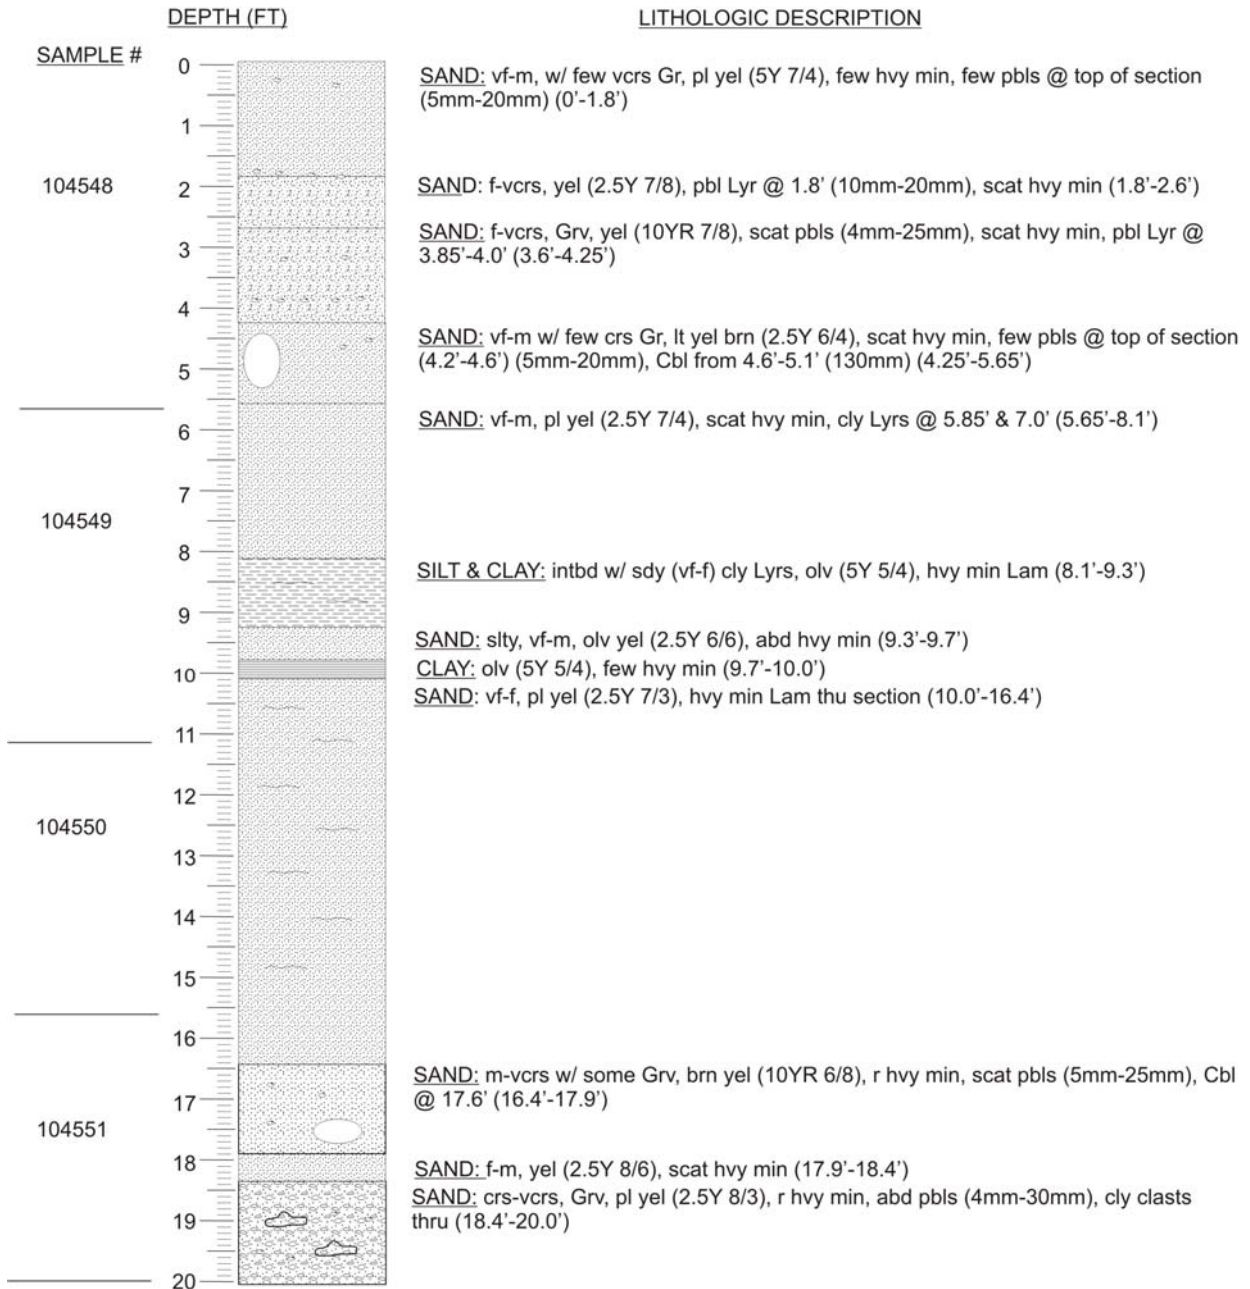 DEPTH (FT)
LITHOLOGIC DESCRIPTION
SAMPLE #
0
SAND: vf-m, w/ few vcrs Gr, pl yel (5Y 7/4), few hvy min, few pbls @ top of section
(5mm-20mm) (0'-1.8')
1
104548
2
SAND: f-vcrs, yel (2.5Y 7/8), pbl Lyr @ 1.8' (10mm-20mm), scat hvy min (1.8'-2.6')
3
SAND: f-vcrs, Grv, yel (10YR 7/8), scat pbls (4mm-25mm), scat hvy min, pbl Lyr @
3.85'-4.0' (3.6'-4.25')
4
SAND: vf-m w/ few crs Gr, lt yel brn (2.5Y 6/4), scat hvy min, few pbls @ top of section
(4.2'-4.6') (5mm-20mm), Cbl from 4.6'-5.1' (130mm) (4.25'-5.65')
5
6
SAND: vf-m, pl yel (2.5Y 7/4), scat hvy min, cly Lyrs @ 5.85' & 7.0' (5.65'-8.1')
7
104549
8
SILT & CLAY: intbd w/ sdy (vf-f) cly Lyrs, olv (5Y 5/4), hvy min Lam (8.1'-9.3')
9
SAND: slty, vf-m, olv yel (2.5Y 6/6), abd hvy min (9.3'-9.7')
10
CLAY: olv (5Y 5/4), few hvy min (9.7'-10.0')
SAND: vf-f, pl yel (2.5Y 7/3), hvy min Lam thu section (10.0'-16.4')
11
12
104550
13
14
15
16
SAND: m-vcrs w/ some Grv, brn yel (10YR 6/8), r hvy min, scat pbls (5mm-25mm), Cbl
@ 17.6' (16.4'-17.9')
17
104551
18
SAND: f-m, yel (2.5Y 8/6), scat hvy min (17.9'-18.4')
SAND: crs-vcrs, Grv, pl yel (2.5Y 8/3), r hvy min, abd pbls (4mm-30mm), cly clasts
thru (18.4'-20.0')
19
20